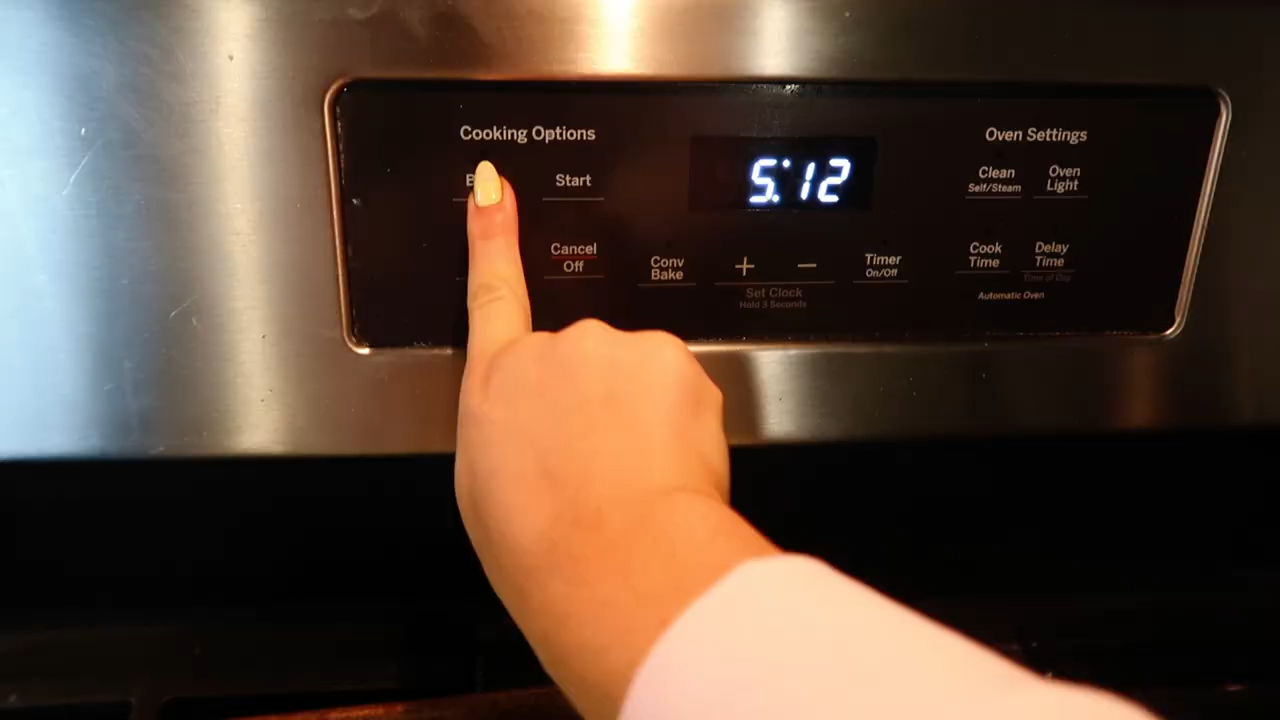 Cooking Options
Start
Cancel
Off
Conv
Bake
5:12
+ −
Set Clock
Hold 3 Seconds
Timer
On/Off
Oven Settings
Clean
Self/Steam
Oven
Light
Cook
Time
Delay
Time
Time of Day
Automatic Oven